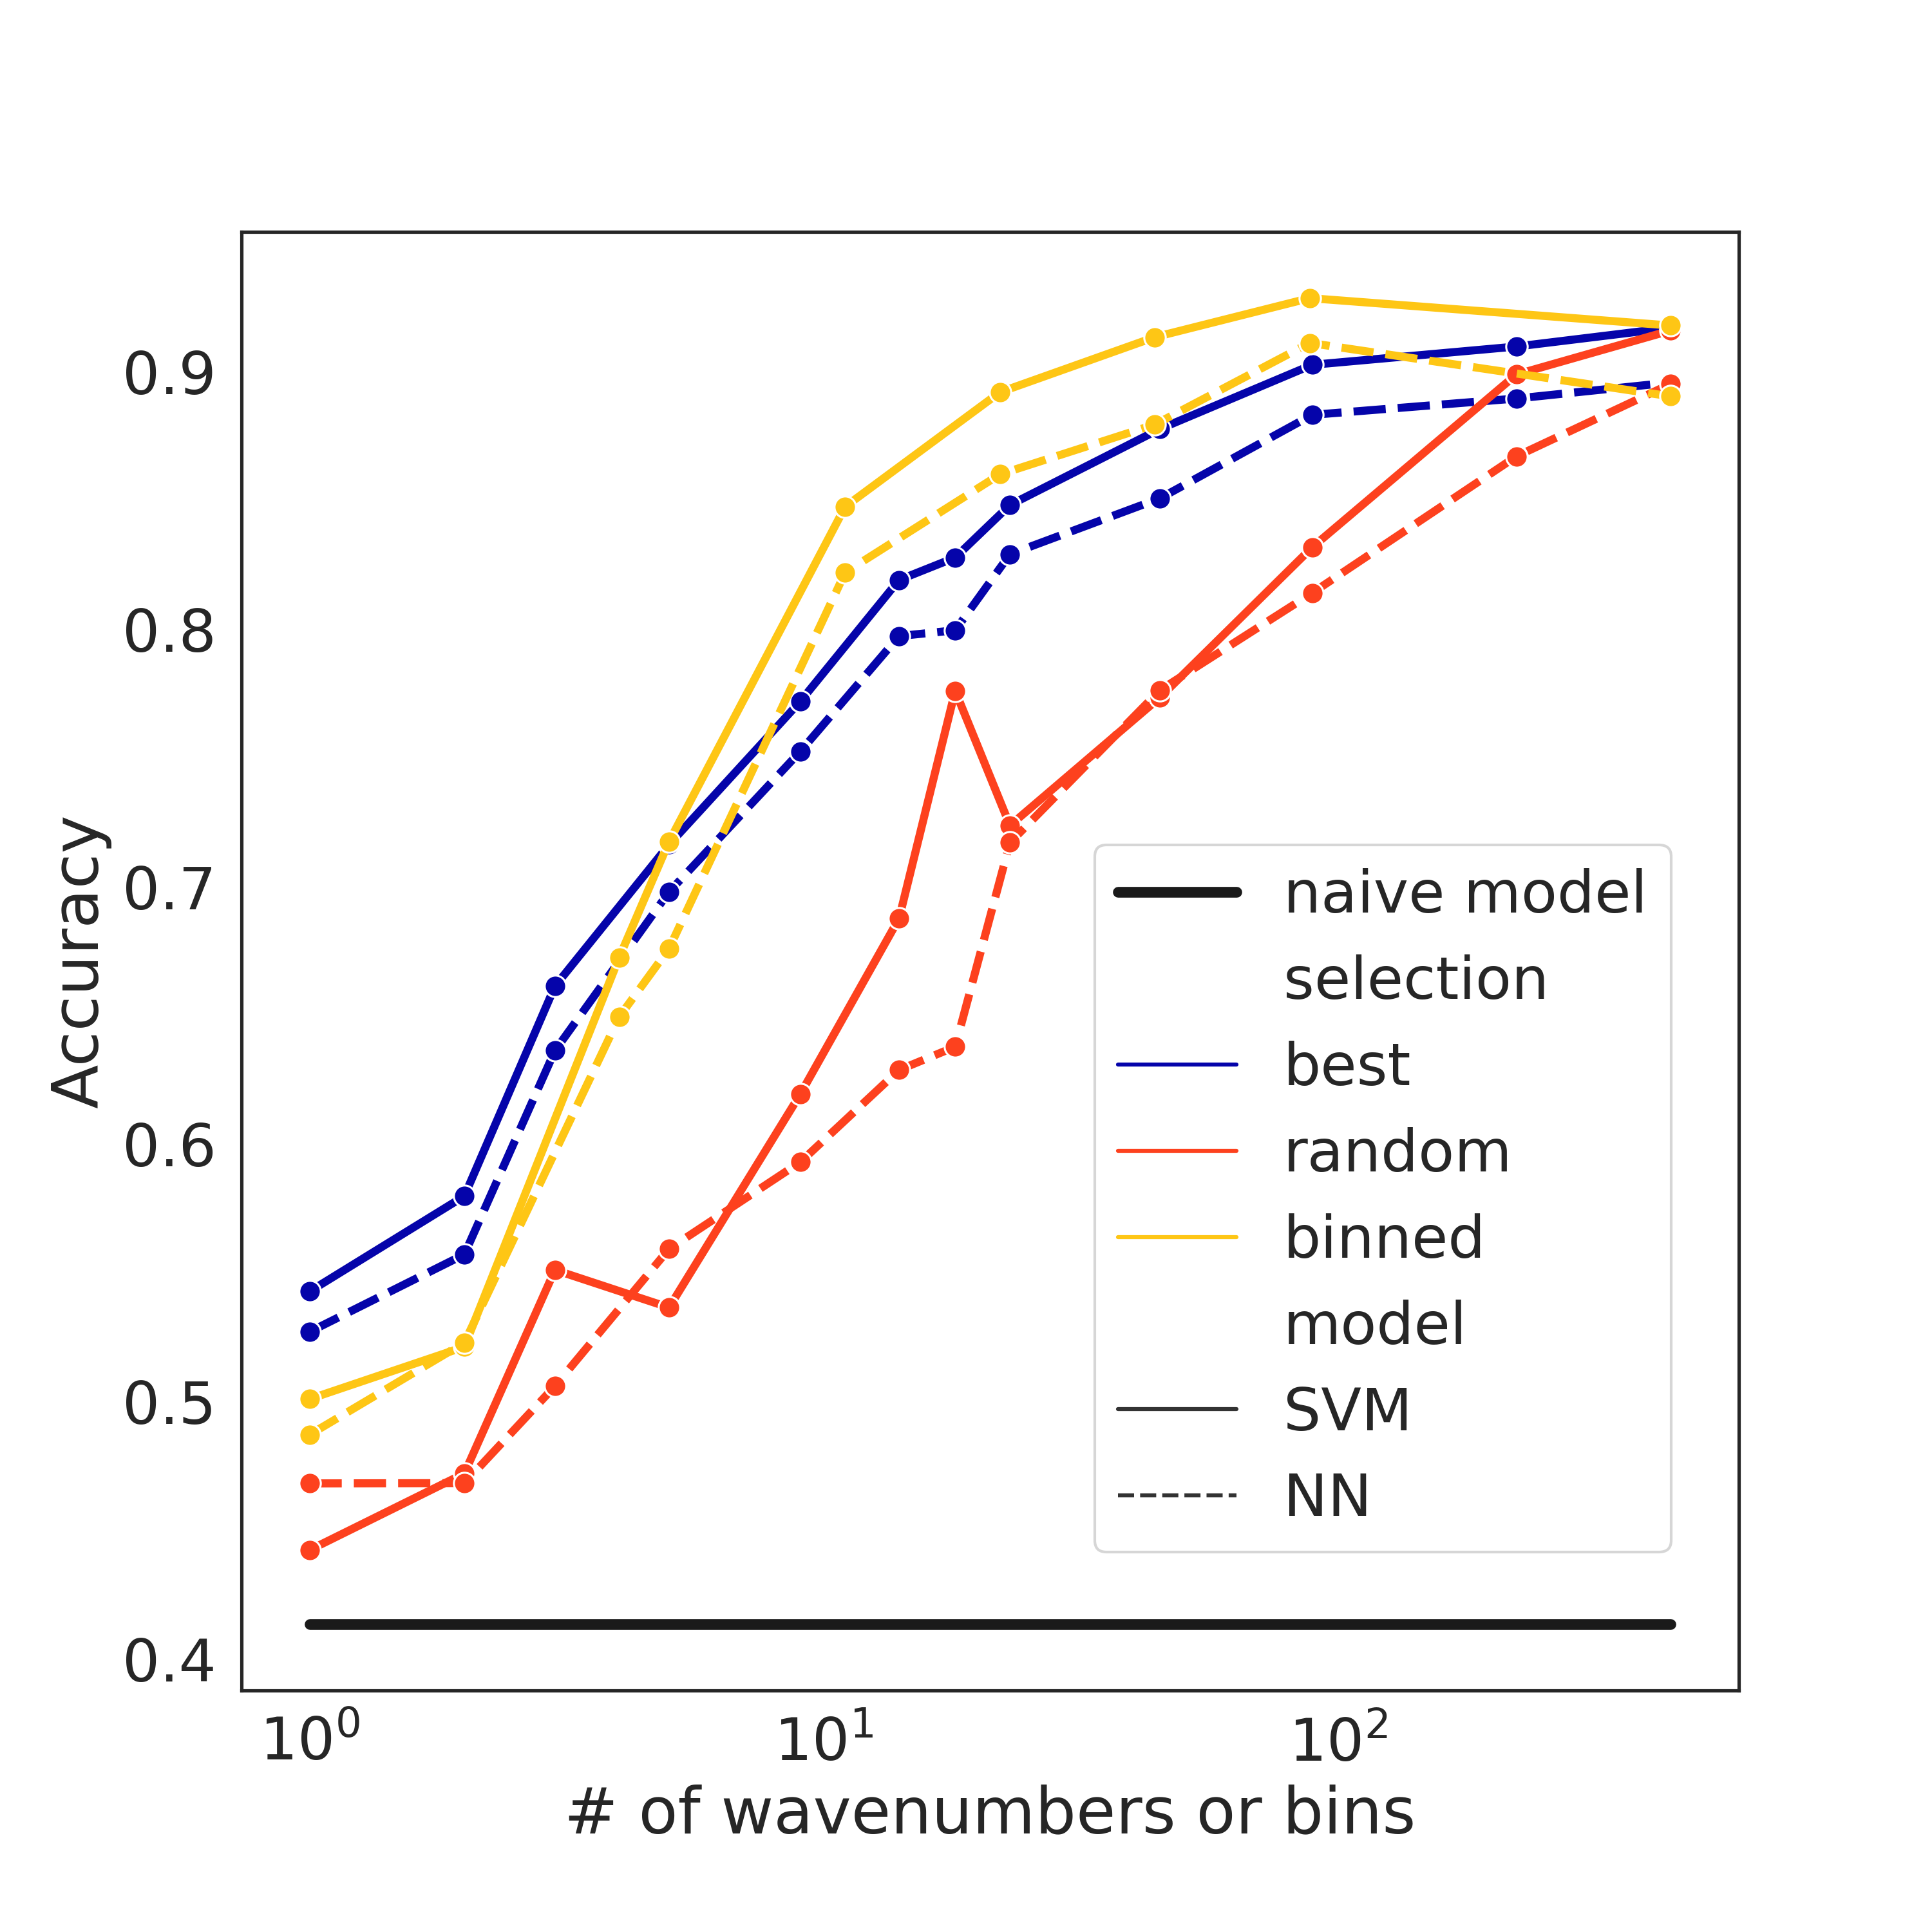 0.9
0.8
0.7
0.6
0.5
0.4
Accuracy
10⁰
10¹
10²
# of wavenumbers or bins
naive model
selection
best
random
binned
model
SVM
NN